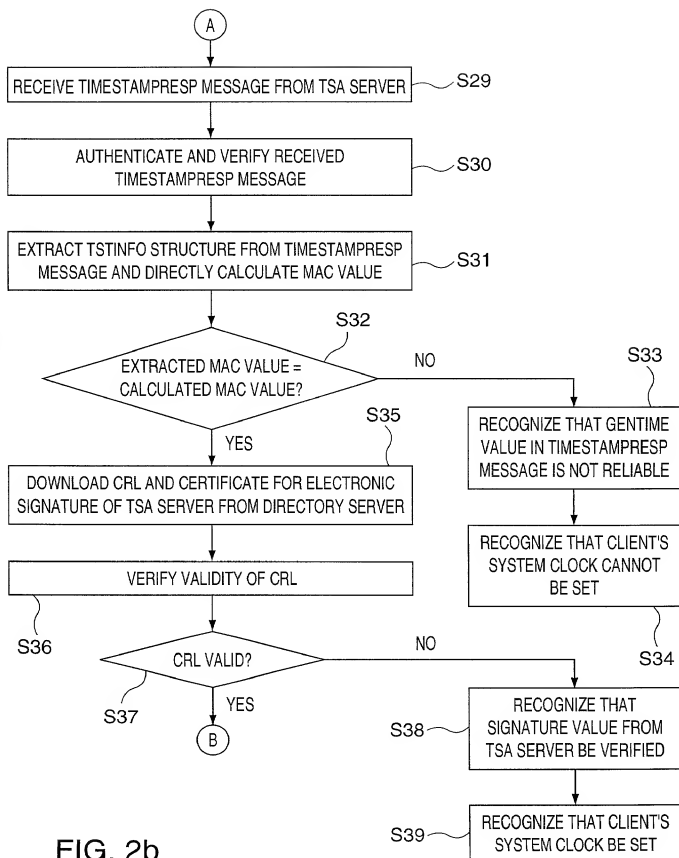 A
RECEIVE TIMESTAMPRESP MESSAGE FROM TSA SERVER
S29
AUTHENTICATE AND VERIFY RECEIVED
TIMESTAMPRESP MESSAGE
S30
EXTRACT TSTINFO STRUCTURE FROM TIMESTAMPRESP
MESSAGE AND DIRECTLY CALCULATE MAC VALUE
S31
S32
EXTRACTED MAC VALUE =
CALCULATED MAC VALUE?
NO
YES
S33
RECOGNIZE THAT GENTIME
VALUE IN TIMESTAMPRESP
MESSAGE IS NOT RELIABLE
S35
DOWNLOAD CRL AND CERTIFICATE FOR ELECTRONIC
SIGNATURE OF TSA SERVER FROM DIRECTORY SERVER
RECOGNIZE THAT CLIENT'S
SYSTEM CLOCK CANNOT
BE SET
S34
VERIFY VALIDITY OF CRL
S36
CRL VALID?
NO
S37
YES
B
S38
RECOGNIZE THAT
SIGNATURE VALUE FROM
TSA SERVER BE VERIFIED
S39
RECOGNIZE THAT CLIENT'S
SYSTEM CLOCK BE SET
FIG. 2b